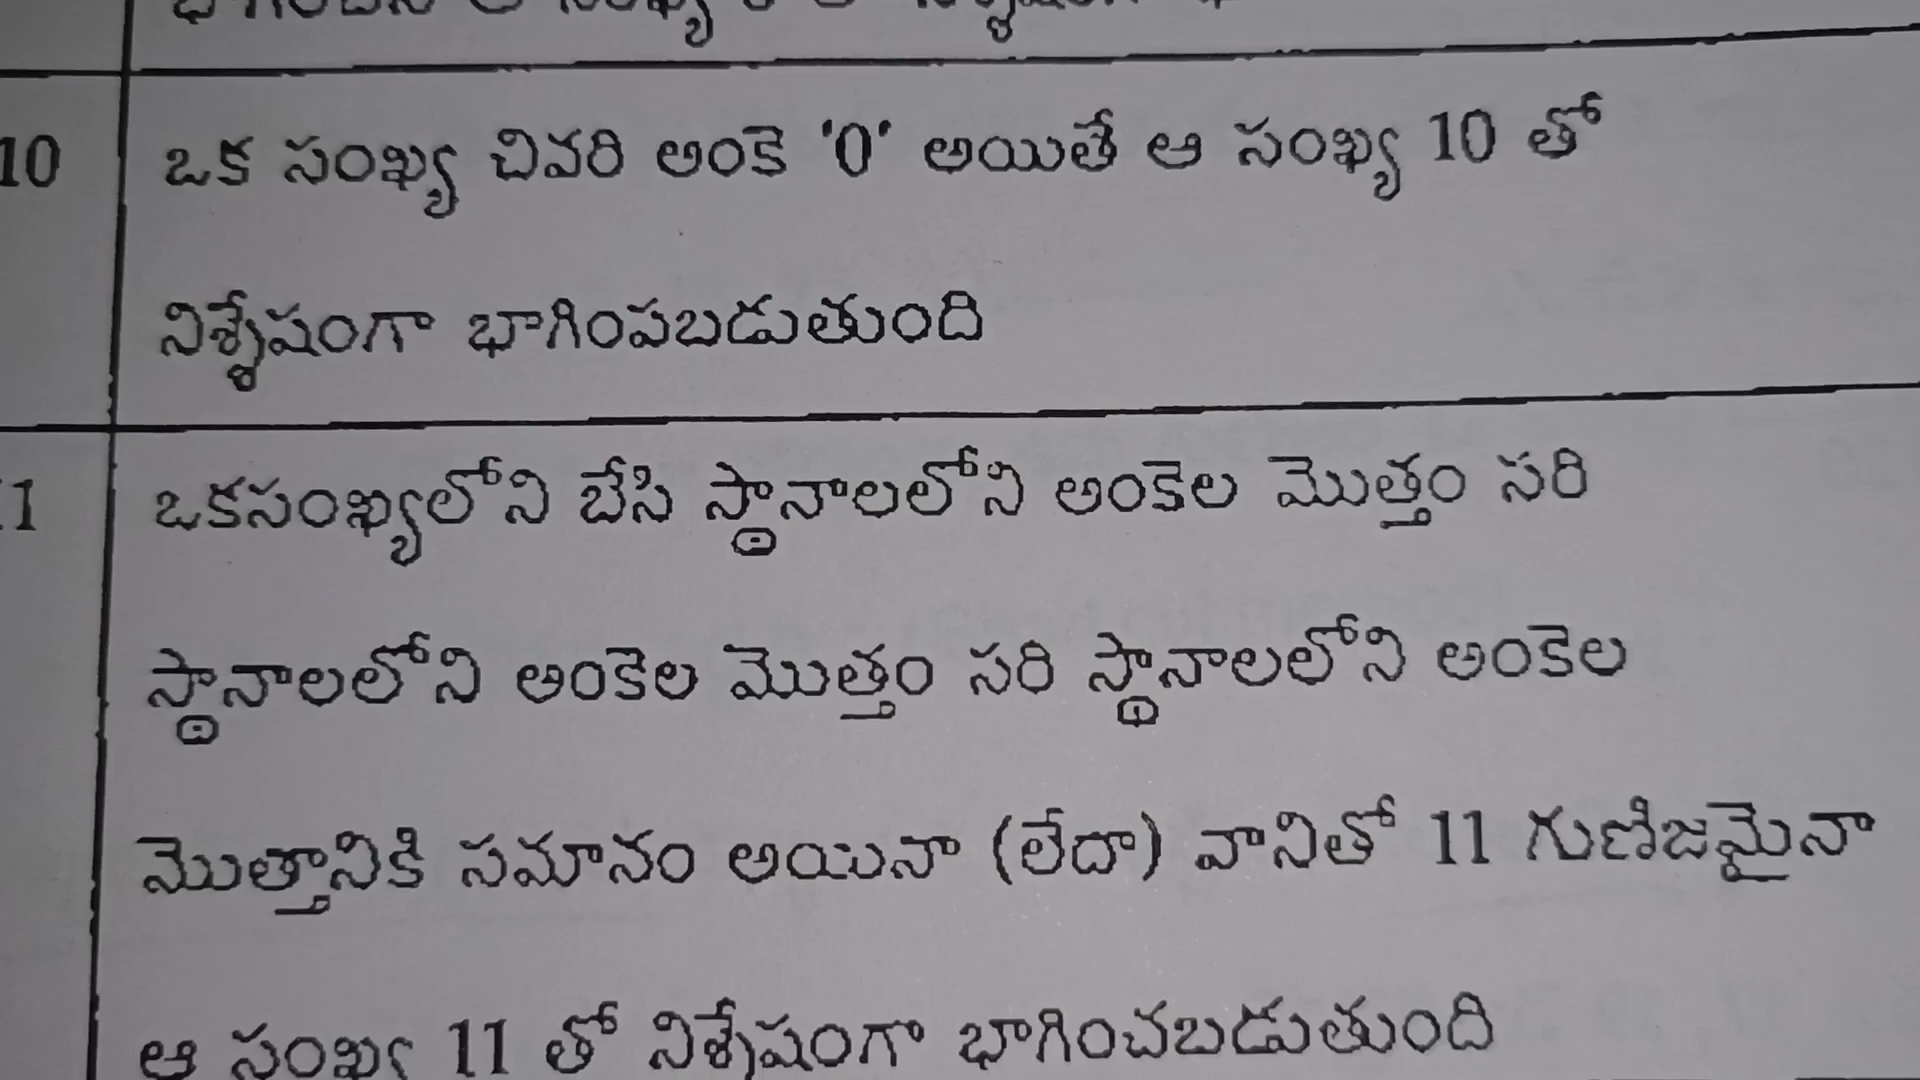 10 ఒక సంఖ్య చివరి అంకె '0' అయితే ఆ సంఖ్య 10 తో
నిశ్శేషంగా భాగింపబడుతుంది
11 ఒకసంఖ్యలోని బేసి స్థానాలలోని అంకెల మొత్తం సరి
స్థానాలలోని అంకెల మొత్తం సరి స్థానాలలోని అంకెల
మొత్తానికి సమానం అయినా (లేదా) వానితో 11 గుణిజమైనా
ఆ సంఖ్య 11 తో నిశ్శేషంగా భాగించబడుతుంది